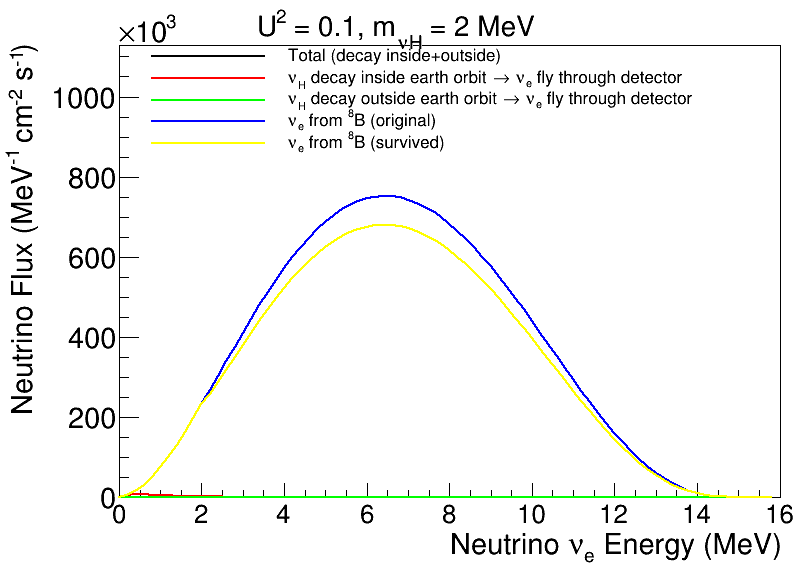 ×10³
U² = 0.1, m_νH = 2 MeV
Total (decay inside+outside)
ν_H decay inside earth orbit → ν_e fly through detector
ν_H decay outside earth orbit → ν_e fly through detector
ν_e from ⁸B (original)
ν_e from ⁸B (survived)
Neutrino Flux (MeV⁻¹ cm⁻² s⁻¹)
1000
800
600
400
200
0
0 2 4 6 8 10 12 14 16
Neutrino ν_e Energy (MeV)